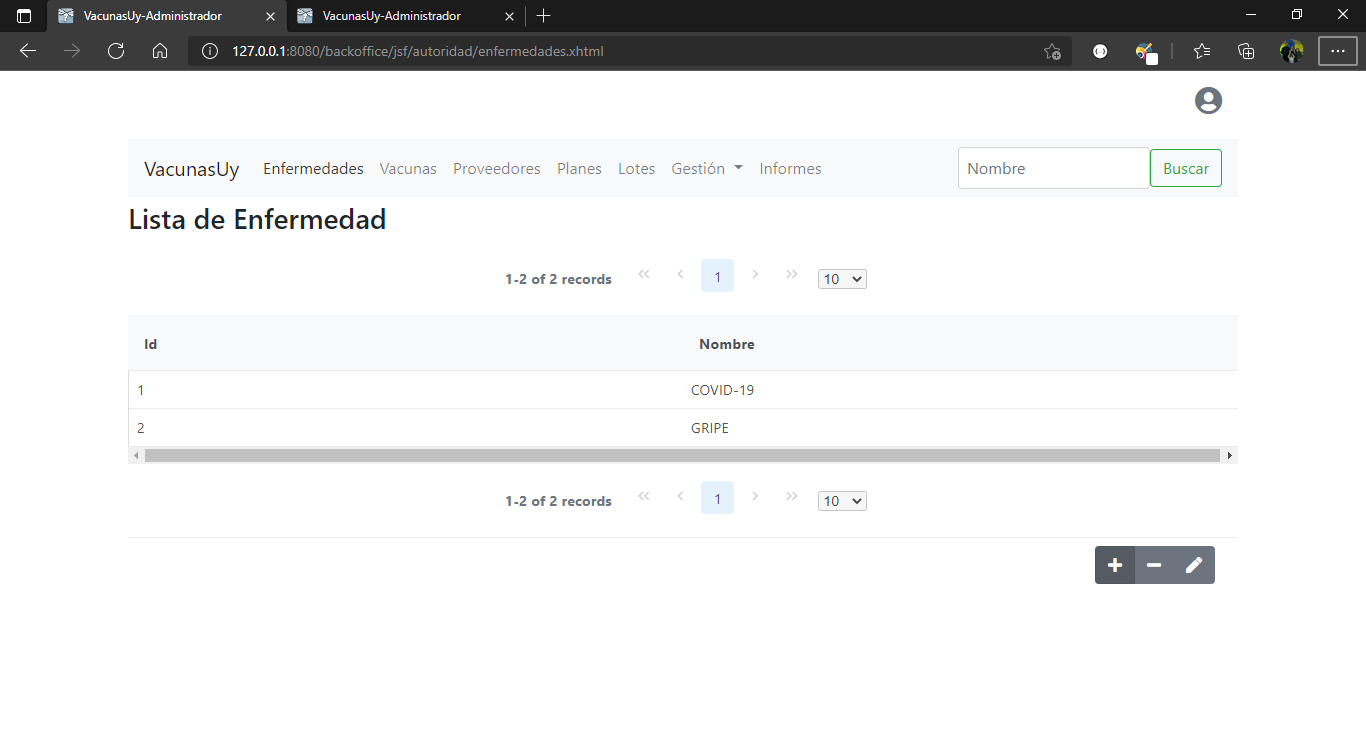 VacunasUy-Administrador
VacunasUy-Administrador
127.0.0.1:8080/backoffice/jsf/autoridad/enfermedades.xhtml
VacunasUy Enfermedades Vacunas Proveedores Planes Lotes Gestión Informes Nombre Buscar
Lista de Enfermedad
1-2 of 2 records 1 10
Id Nombre
1 COVID-19
2 GRIPE
1-2 of 2 records 1 10